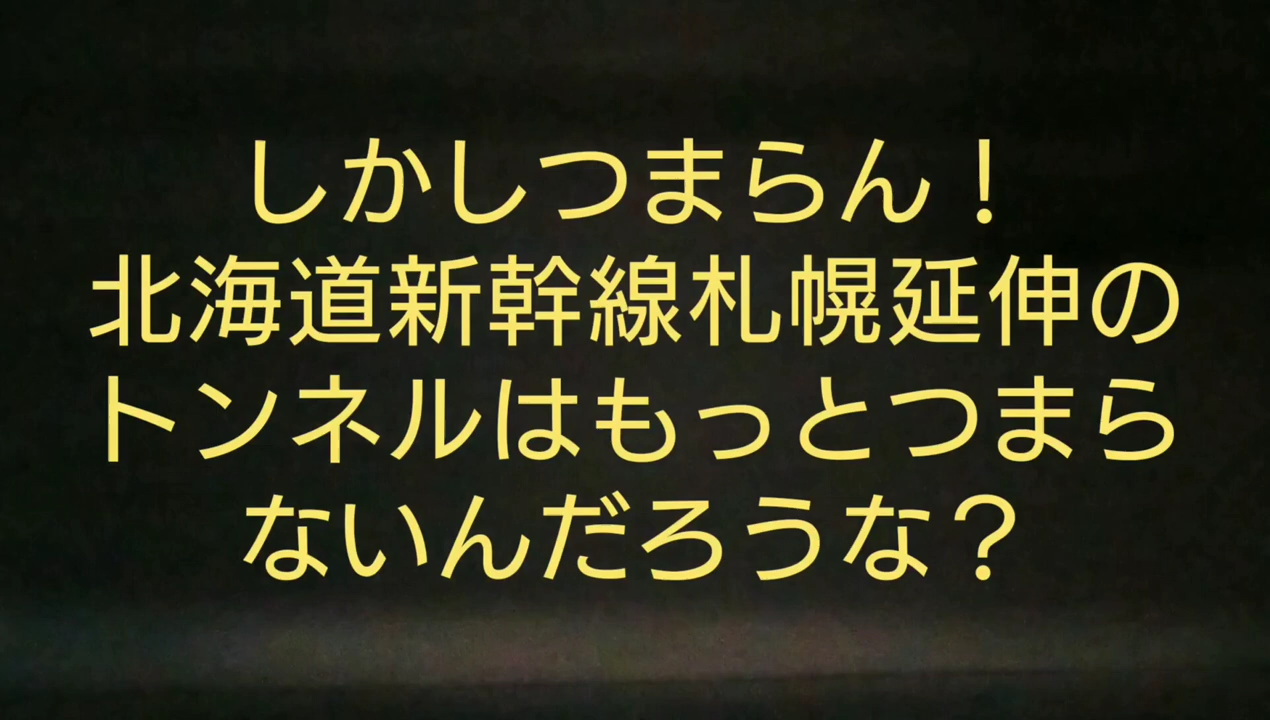 しかしつまらん！
北海道新幹線札幌延伸の
トンネルはもっとつまら
ないんだろうな？